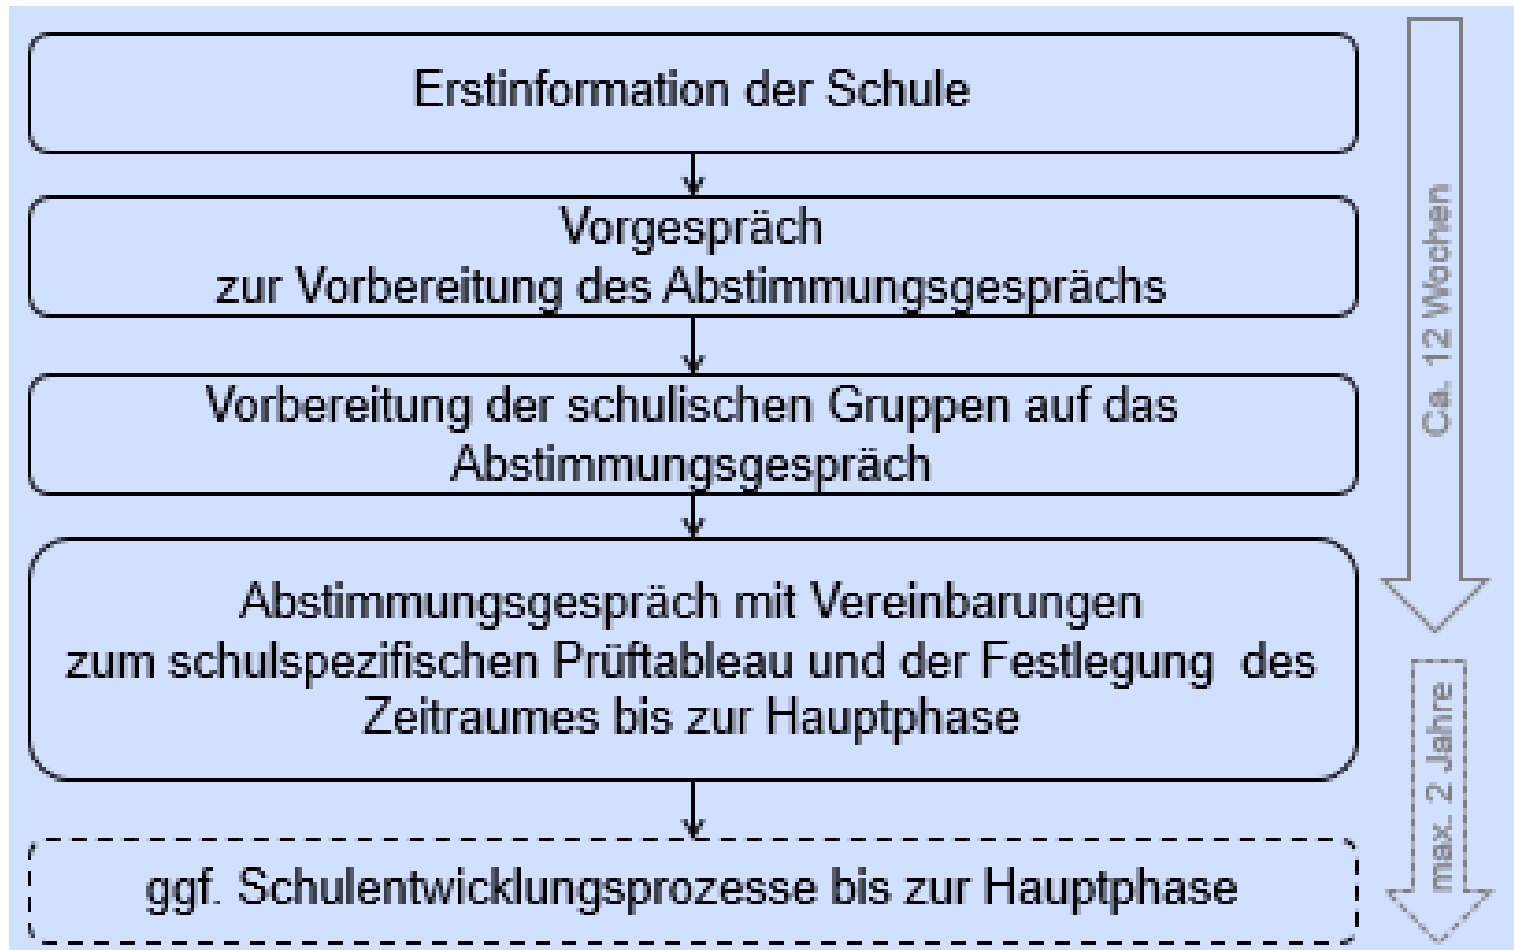 Erstinformation der Schule
Vorgespräch
zur Vorbereitung des Abstimmungsgesprächs
Vorbereitung der schulischen Gruppen auf das
Abstimmungsgespräch
Abstimmungsgespräch mit Vereinbarungen
zum schulspezifischen Prüftableau und der Festlegung des
Zeitraumes bis zur Hauptphase
ggf. Schulentwicklungsprozesse bis zur Hauptphase
Ca. 12 Wochen
max. 2 Jahre